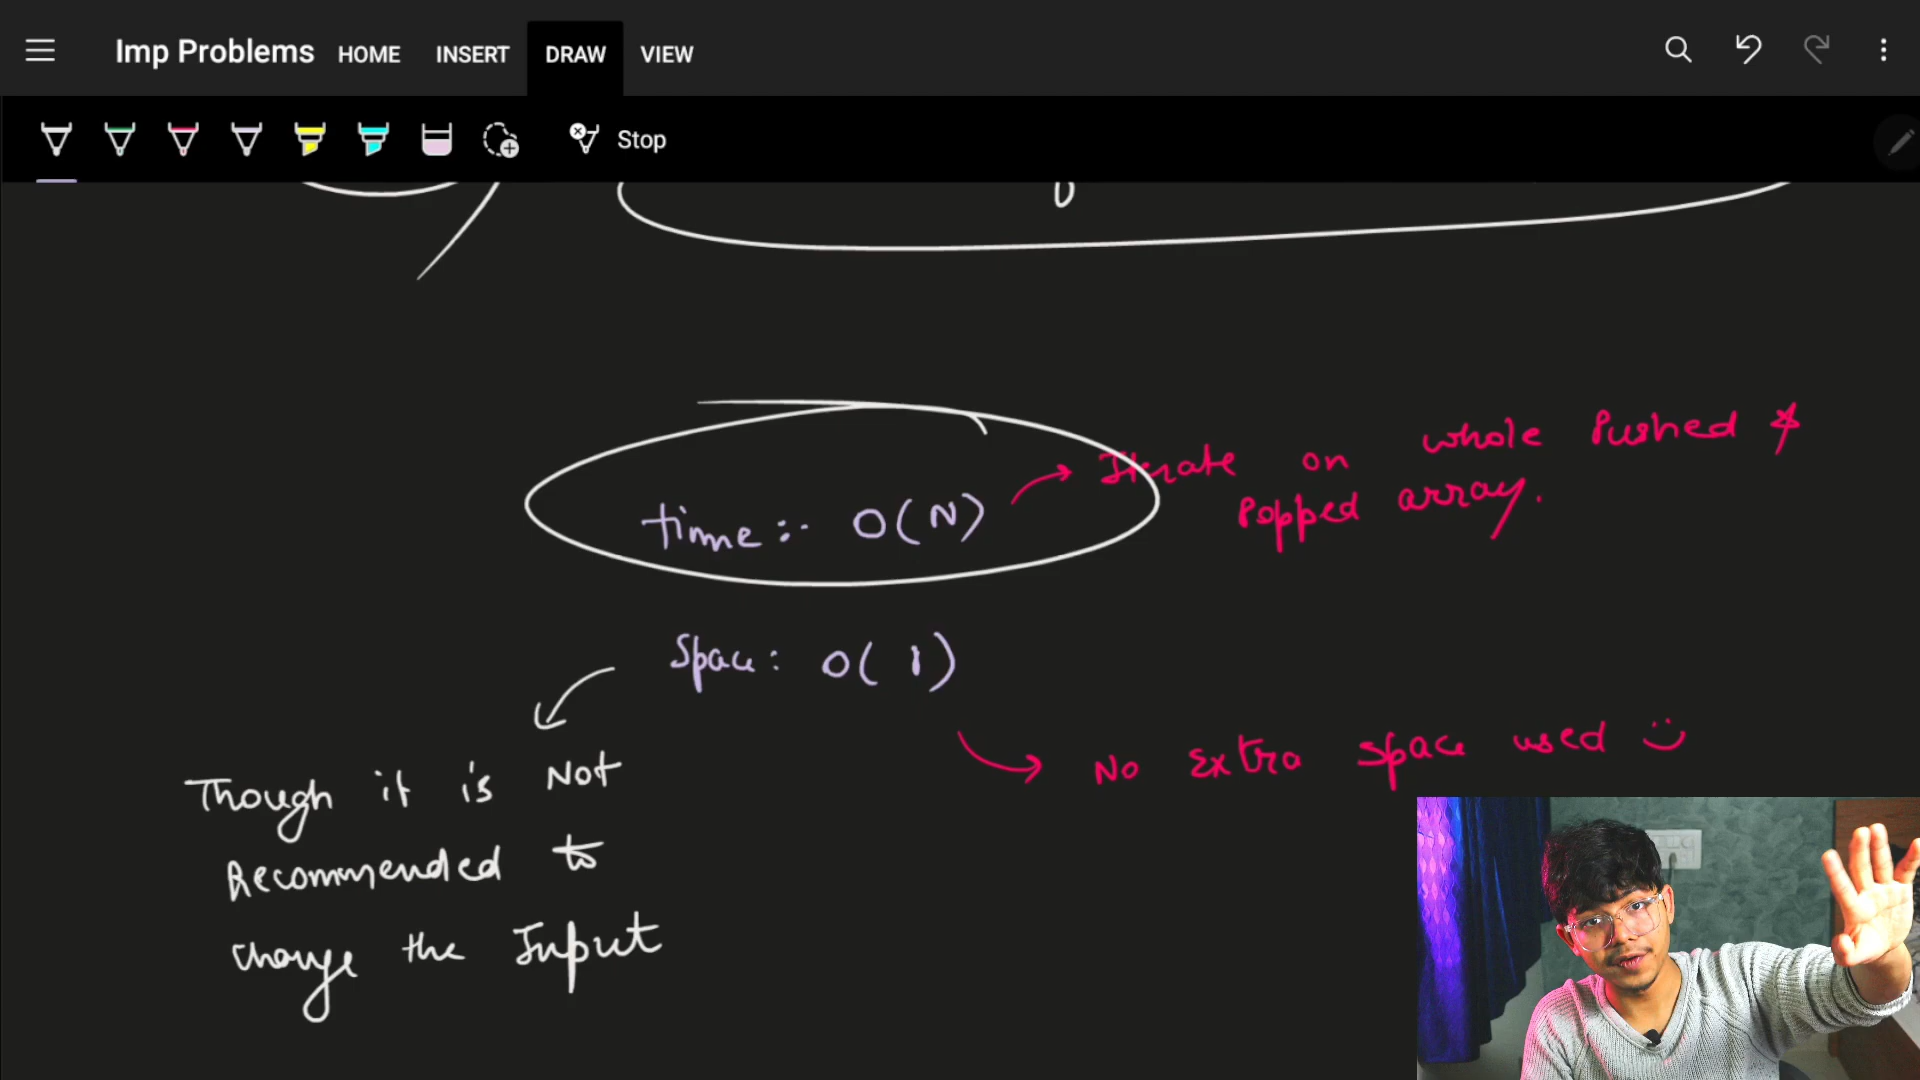 Imp Problems HOME INSERT DRAW VIEW
Stop
Iterate on whole Pushed &
Popped array.
time :- O(N)
Space: O(1)
No Extra Space used
Though it is Not
Recommended to
change the Input